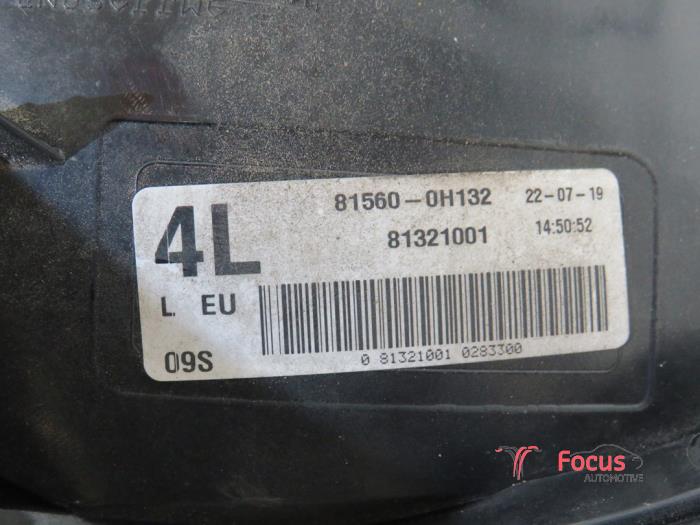 81560-0H132 22-07-19
4L 81321001 14:50:52
L. EU
09S 0 81321001 0283300
Focus
AUTOMOTIVE